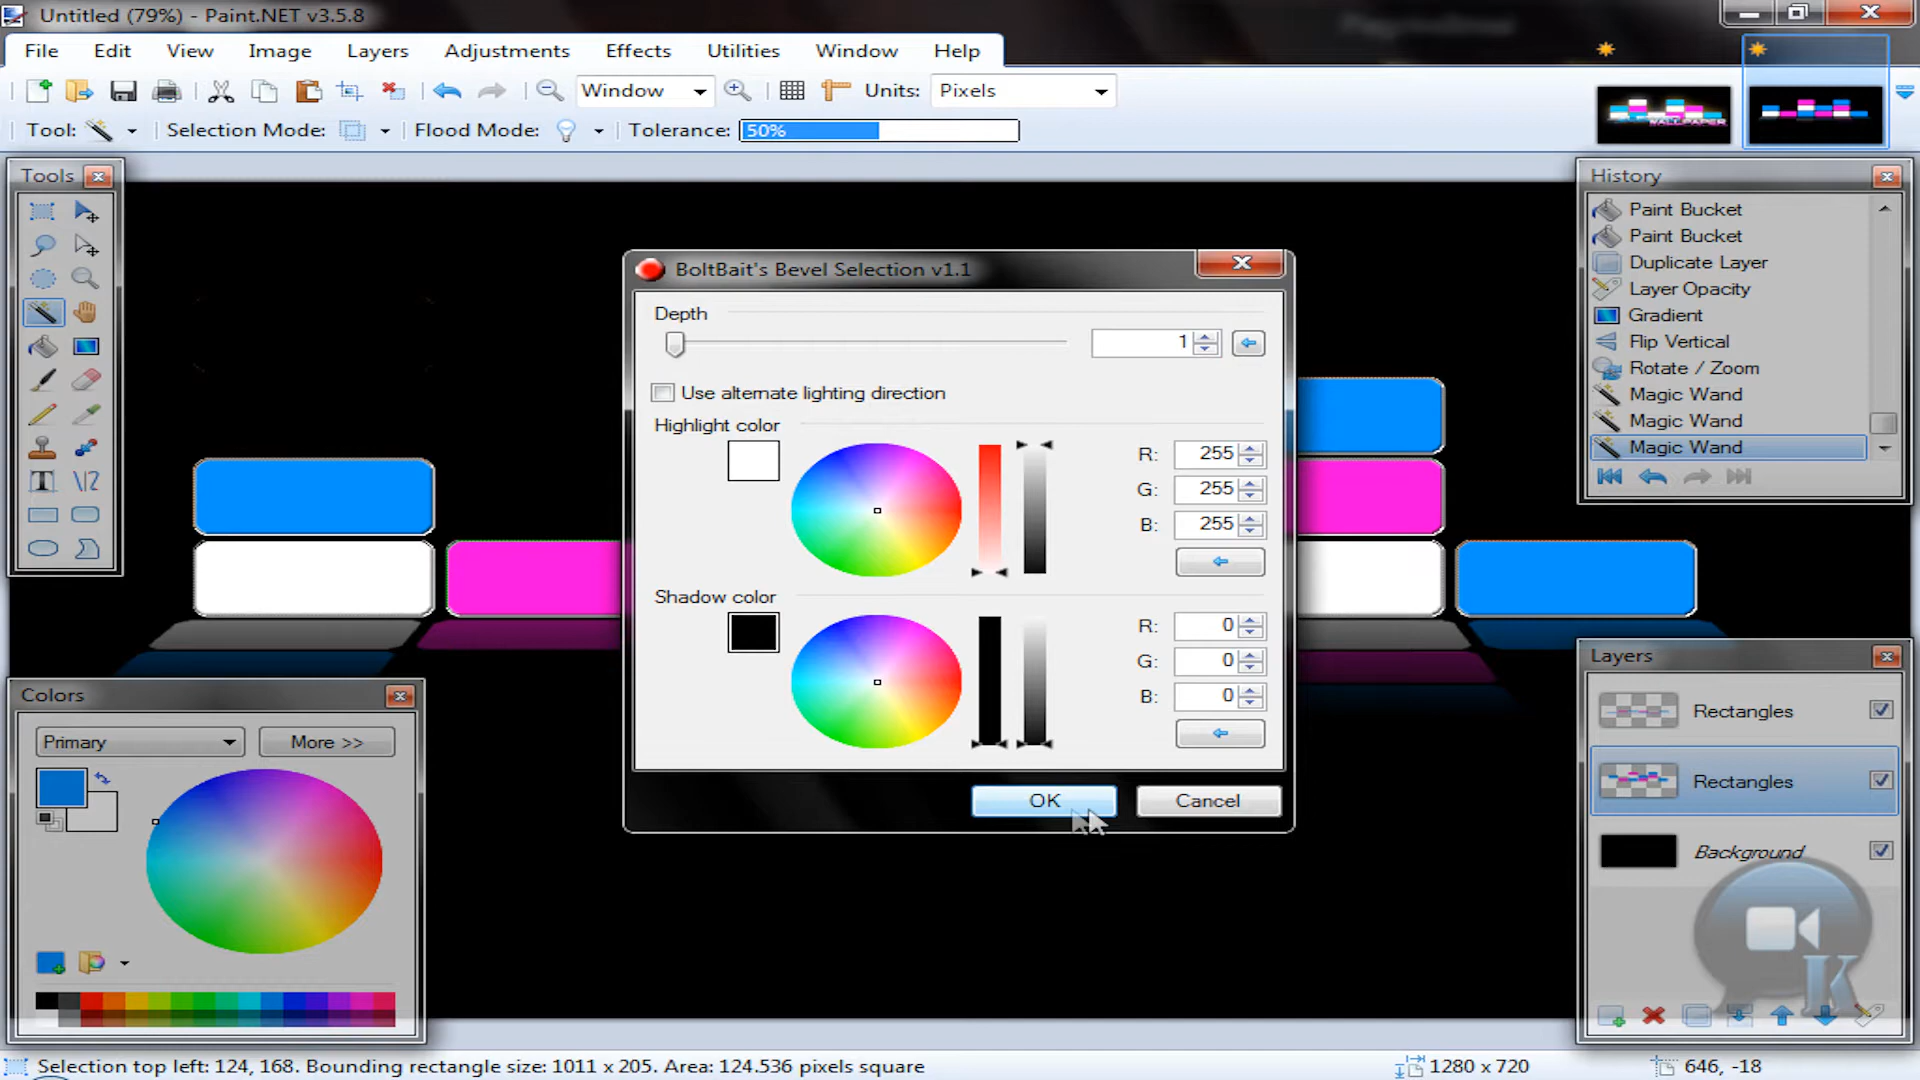 Untitled (79%) - Paint.NET v3.5.8
File Edit View Image Layers Adjustments Effects Utilities Window Help
Window Units: Pixels
Tool: Selection Mode: Flood Mode: Tolerance: 50%
WALLPAPER
Tools
BoltBait's Bevel Selection v1.1
Depth
1
Use alternate lighting direction
Highlight color
R: 255
G: 255
B: 255
Shadow color
R: 0
G: 0
B: 0
OK Cancel
History
Paint Bucket
Paint Bucket
Duplicate Layer
Layer Opacity
Gradient
Flip Vertical
Rotate / Zoom
Magic Wand
Magic Wand
Magic Wand
Colors
Primary More >>
Layers
Rectangles
Rectangles
Background
K
Selection top left: 124, 168. Bounding rectangle size: 1011 x 205. Area: 124.536 pixels square
1280 x 720
646, -18